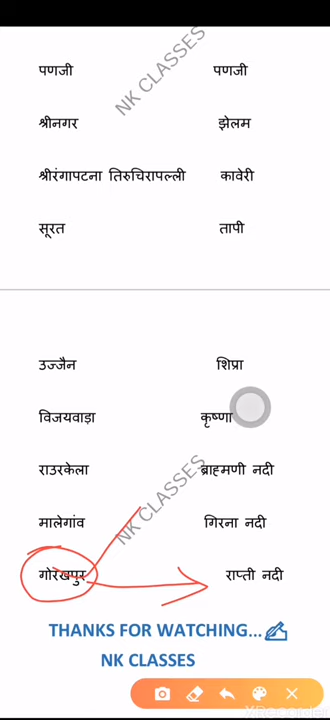 पणजी पणजी
श्रीनगर झेलम
श्रीरंगापटना तिरुचिरापल्ली कावेरी
सूरत तापी
NK CLASSES
उज्जैन शिप्रा
विजयवाड़ा कृष्णा
राउरकेला ब्राह्मणी नदी
मालेगांव गिरना नदी
NK CLASSES
गोरखपुर राप्ती नदी
THANKS FOR WATCHING...
NK CLASSES
XRecorder